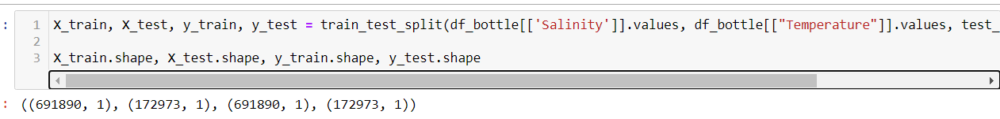 :
1 X_train, X_test, y_train, y_test = train_test_split(df_bottle[['Salinity']].values, df_bottle[["Temperature"]].values, test_
2
3 X_train.shape, X_test.shape, y_train.shape, y_test.shape
: ((691890, 1), (172973, 1), (691890, 1), (172973, 1))